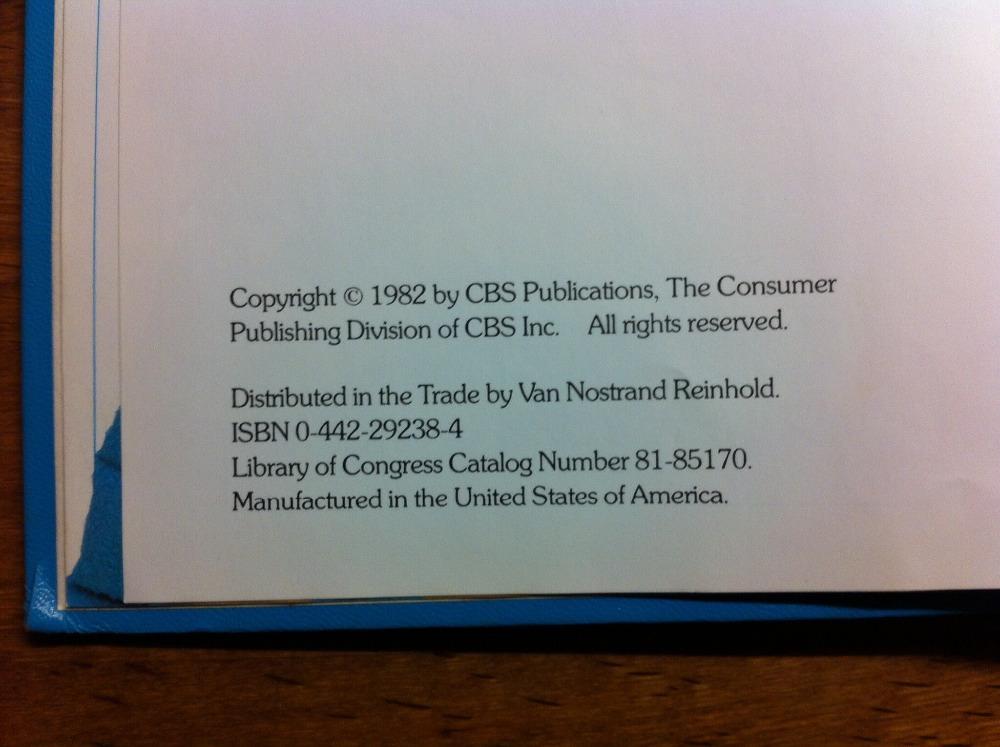 Copyright © 1982 by CBS Publications, The Consumer
Publishing Division of CBS Inc. All rights reserved.
Distributed in the Trade by Van Nostrand Reinhold.
ISBN 0-442-29238-4
Library of Congress Catalog Number 81-85170.
Manufactured in the United States of America.